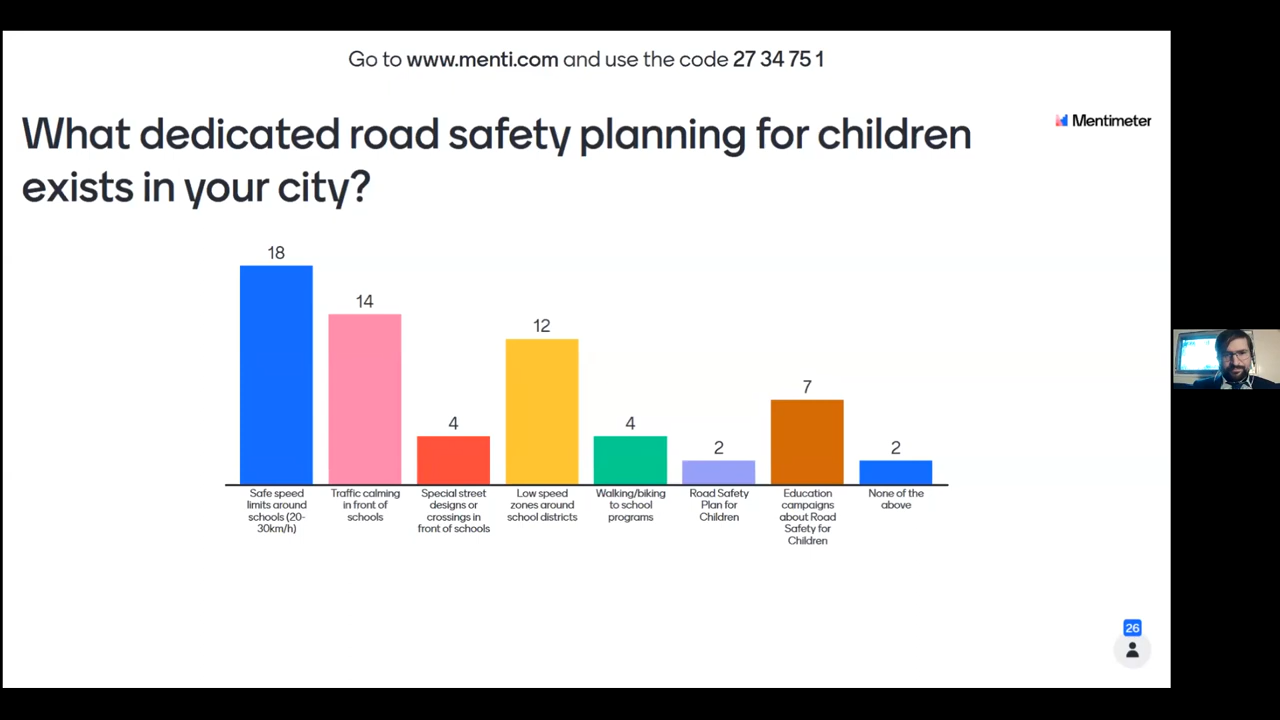 Go to www.menti.com and use the code 27 34 75 1
Mentimeter
What dedicated road safety planning for children
exists in your city?
18
14
4
12
4
2
7
2
Safe speed
limits around
schools (20-
30km/h)
Traffic calming
in front of
schools
Special street
designs or
crossings in
front of schools
Low speed
zones around
school districts
Walking/biking
to school
programs
Road Safety
Plan for
Children
Education
campaigns
about Road
Safety for
Children
None of the
above
26